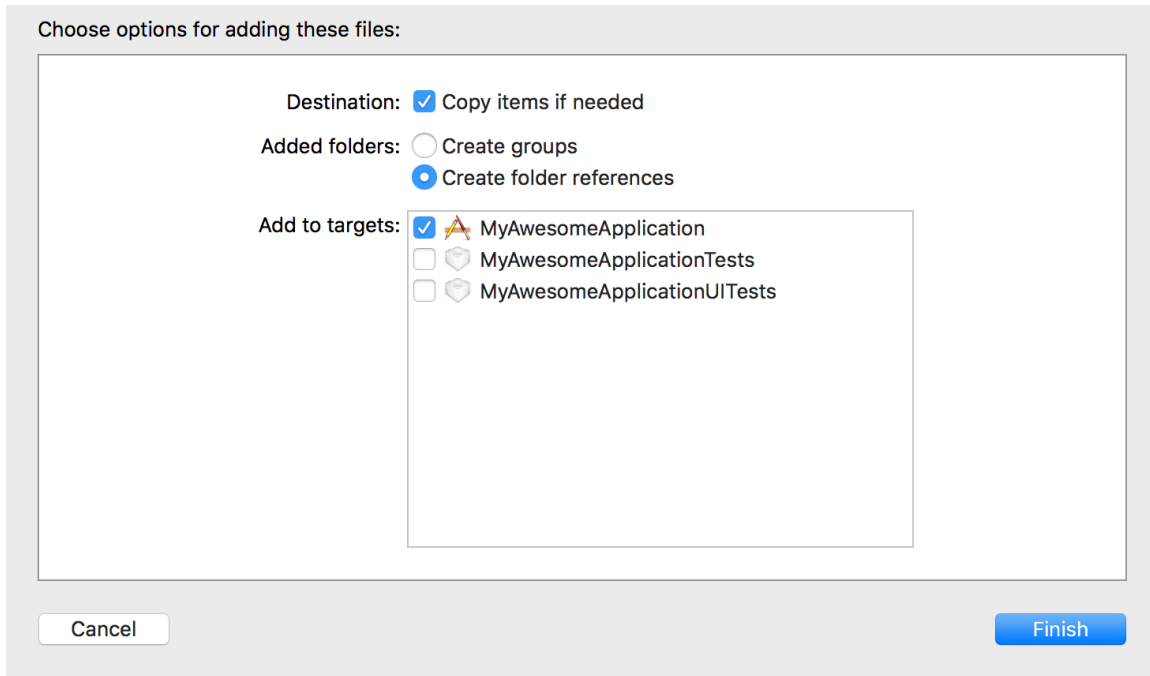 Choose options for adding these files:
Destination: Copy items if needed
Added folders: Create groups
Create folder references
Add to targets: MyAwesomeApplication
MyAwesomeApplicationTests
MyAwesomeApplicationUITests
Cancel Finish